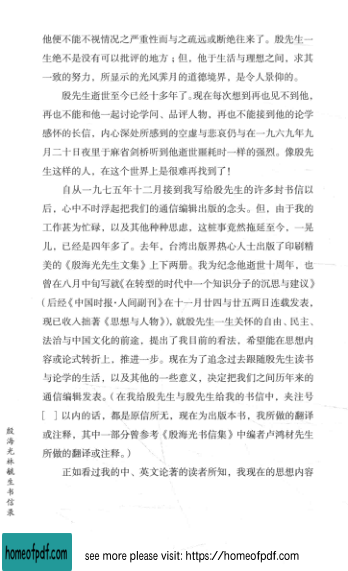 他便不能不视情况之严重性而与之疏远或断绝往来了。殷先生一
生绝不是没有可以批评的地方；但，他于生活与理想之间，求其
一致的努力，所显示的光风霁月的道德境界，是令人景仰的。
殷先生逝世至今已经十多年了。现在每次想到再也见不到他，
再也不能和他一起讨论学问、品评人物，再也不能接到他的论学
感怀的长信，内心深处所感到的空虚与悲哀仍与在一九六九年九
月二十日夜里于麻省剑桥听到他逝世噩耗时一样的强烈。像殷先
生这样的人，在这个世界上是很难再找到了！
自从一九七五年十二月接到我写给殷先生的许多封书信以
后，心中不时浮起把我们的通信编辑出版的念头。但，由于我的
工作甚为忙碌，以及其他种种思虑，这桩事竟然拖延至今，一晃
儿，已经是四年多了。去年，台湾出版界热心人士出版了印刷精
美的《殷海光先生文集》上下两册。我为纪念他逝世十周年，也
曾在八月中旬写就《在转型的时代中一个知识分子的沉思与建议》
（后经《中国时报·人间副刊》在十一月廿四与廿五两日连载发表，
现已收入拙著《思想与人物》），就殷先生一生关怀的自由、民主、
法治与中国文化的前途，提出了我目前的看法，希望能在思想内
容或论式转折上，推进一步。现在为了追念过去跟随殷先生读书
与论学的生活，以及其他的一些意义，决定把我们之间历年来的
通信编辑发表。（在我给殷先生与殷先生给我的书信中，夹注号
［ ］以内的话，都是原信所无，现在为出版本书，我所做的翻译
或注释，其中一部分曾参考《殷海光书信集》中编者卢鸿材先生
所做的翻译或注释。）
正如看过我的中、英文论著的读者所知，我现在的思想内容
殷海光林毓生书信录
homeofpdf.com
see more please visit: https://homeofpdf.com